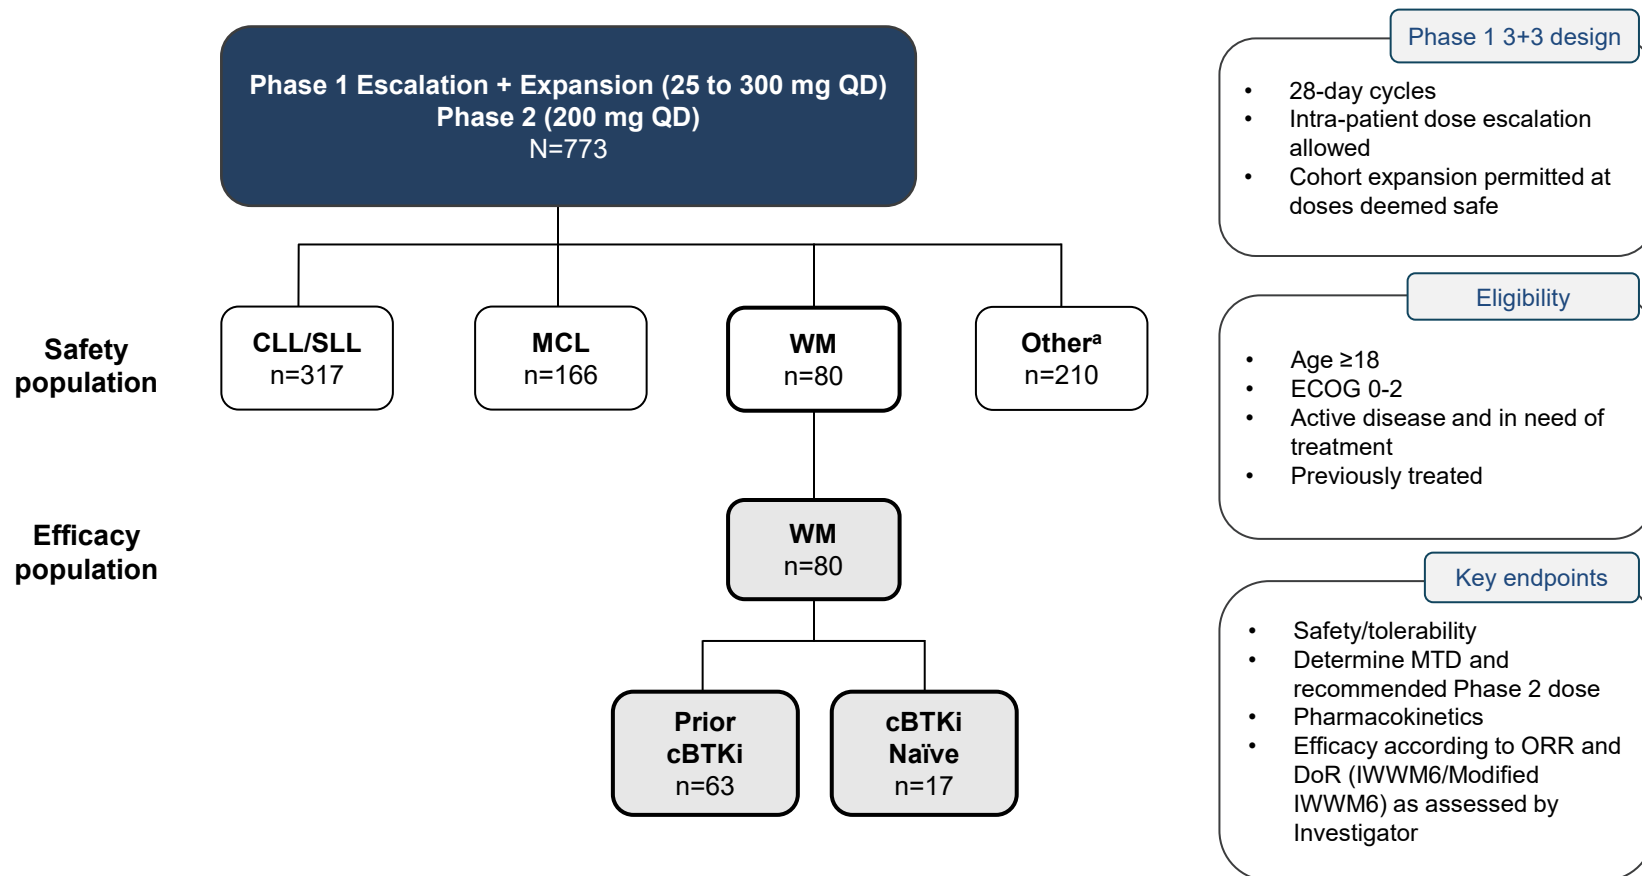 Phase 1 Escalation + Expansion (25 to 300 mg QD)
Phase 2 (200 mg QD)
N=773
Safety
population
CLL/SLL
n=317
MCL
n=166
WM
n=80
Otherᵃ
n=210
Efficacy
population
WM
n=80
Prior
cBTKi
n=63
cBTKi
Naïve
n=17
Phase 1 3+3 design
• 28-day cycles
• Intra-patient dose escalation
allowed
• Cohort expansion permitted at
doses deemed safe
Eligibility
• Age ≥18
• ECOG 0-2
• Active disease and in need of
treatment
• Previously treated
Key endpoints
• Safety/tolerability
• Determine MTD and
recommended Phase 2 dose
• Pharmacokinetics
• Efficacy according to ORR and
DoR (IWWM6/Modified
IWWM6) as assessed by
Investigator